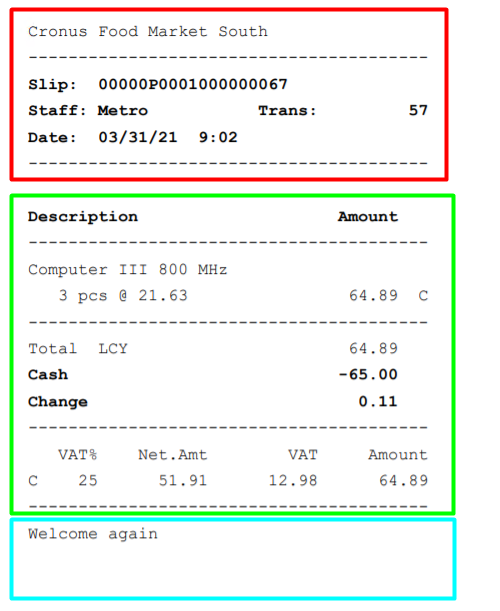 Cronus Food Market South
----------------------------------------
Slip: 00000P0001000000067
Staff: Metro Trans: 57
Date: 03/31/21 9:02
----------------------------------------
Description Amount
----------------------------------------
Computer III 800 MHz
3 pcs @ 21.63 64.89 C
----------------------------------------
Total LCY 64.89
Cash -65.00
Change 0.11
----------------------------------------
VAT% Net.Amt VAT Amount
C 25 51.91 12.98 64.89
----------------------------------------
Welcome again